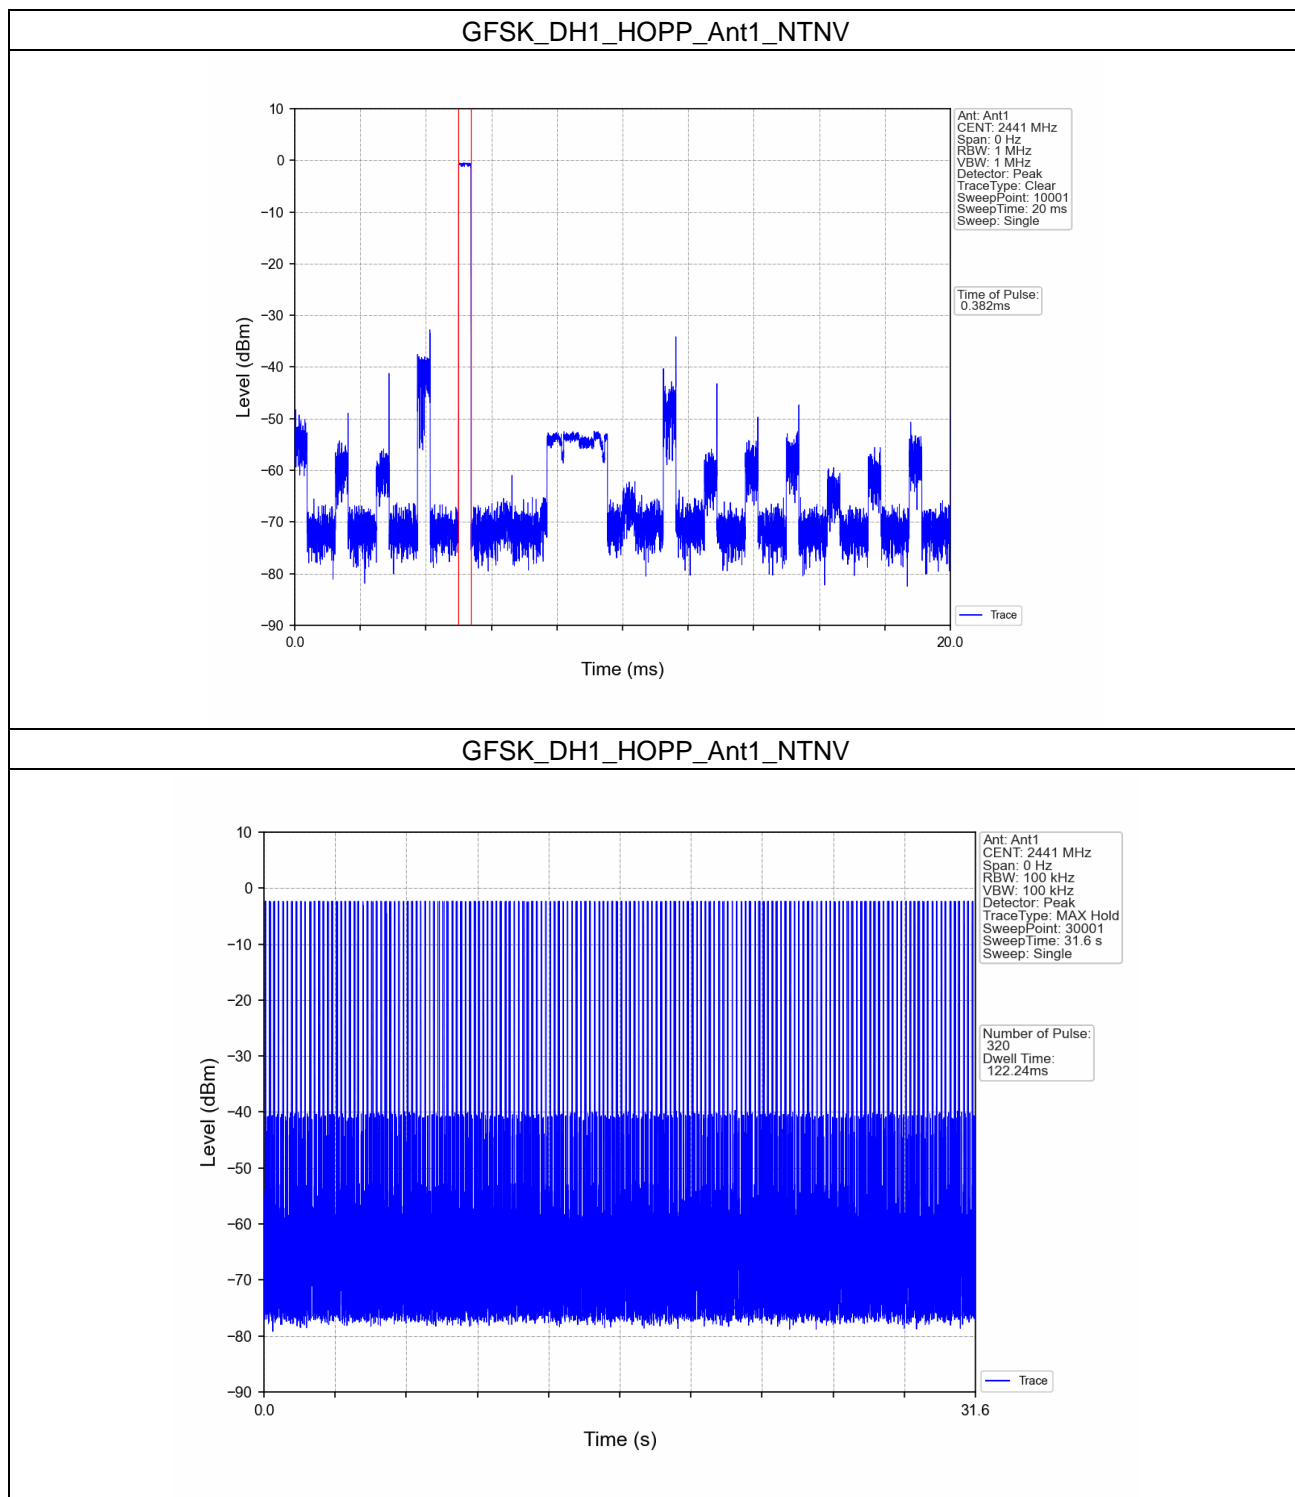 GFSK_DH1_HOPP_Ant1_NTNV
10
0
−10
−20
−30
−40
−50
−60
−70
−80
−90
Level (dBm)
0.0
20.0
Time (ms)
Ant: Ant1
CENT: 2441 MHz
Span: 0 Hz
RBW: 1 MHz
VBW: 1 MHz
Detector: Peak
TraceType: Clear
SweepPoint: 10001
SweepTime: 20 ms
Sweep: Single
Time of Pulse:
0.382ms
Trace
GFSK_DH1_HOPP_Ant1_NTNV
10
0
−10
−20
−30
−40
−50
−60
−70
−80
−90
Level (dBm)
0.0
31.6
Time (s)
Ant: Ant1
CENT: 2441 MHz
Span: 0 Hz
RBW: 100 kHz
VBW: 100 kHz
Detector: Peak
TraceType: MAX Hold
SweepPoint: 30001
SweepTime: 31.6 s
Sweep: Single
Number of Pulse:
320
Dwell Time:
122.24ms
Trace